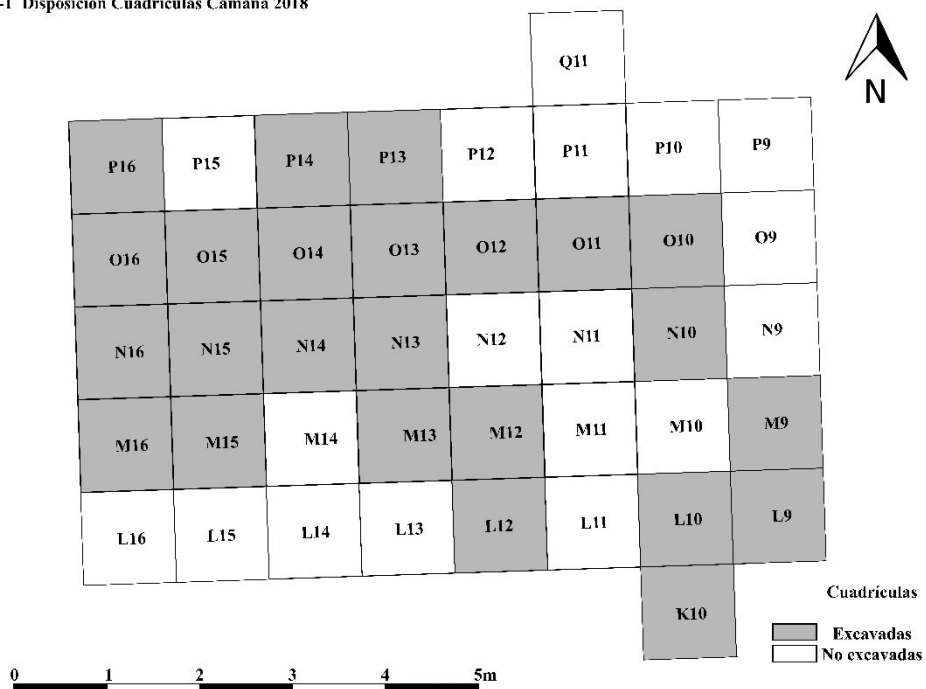 -1 Disposición Cuadrículas Camana 2018
Q11
N
P16 P15 P14 P13 P12 P11 P10 P9
O16 O15 O14 O13 O12 O11 O10 O9
N16 N15 N14 N13 N12 N11 N10 N9
M16 M15 M14 M13 M12 M11 M10 M9
L16 L15 L14 L13 L12 L11 L10 L9
K10
Cuadrículas
Excavadas
No excavadas
0 1 2 3 4 5m